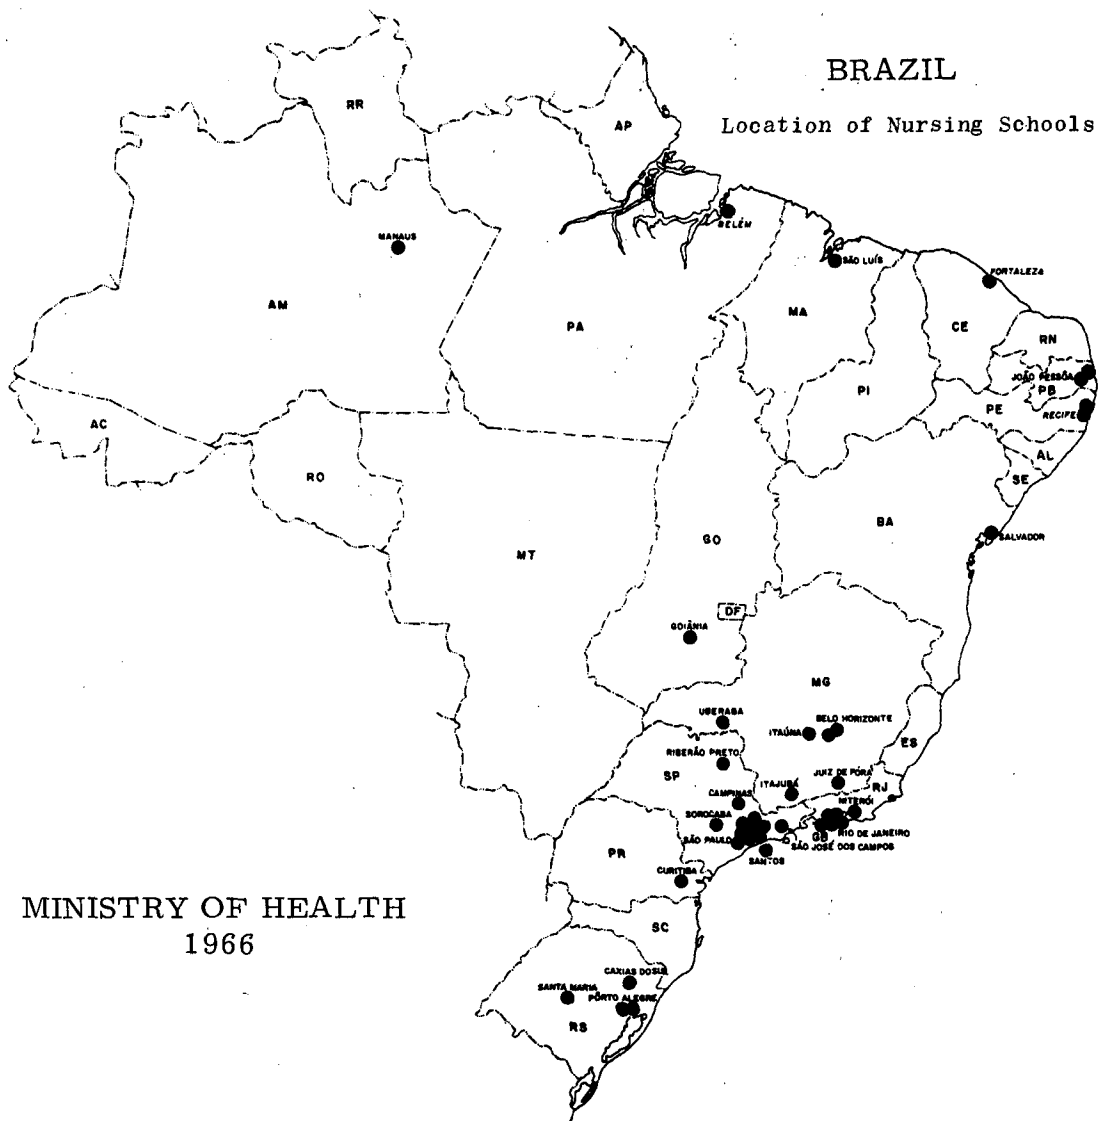 BRAZIL
Location of Nursing Schools
RR
AP
BELÉM
MANAUS
SÃO LUÍS
FORTALEZA
AM
PA
MA
CE
RN
JOÃO PESSÔA
PB
PI
PE
RECIFE
AC
AL
RO
SE
BA
SALVADOR
MT
GO
DF
GOIÂNIA
MG
UBERABA
BELO HORIZONTE
ITAÚNA
ES
RIBERÃO PRETO
SP
JUIZ DE FÓRA
ITAJUBÁ
RJ
CAMPINAS
NITERÓI
SOROCABA
RIO DE JANEIRO
GB
SÃO PAULO
SÃO JOSÉ DOS CAMPOS
PR
SANTOS
CURITIBA
MINISTRY OF HEALTH
1966
SC
CAXIAS DO SUL
SANTA MARIA
PÔRTO ALEGRE
RS